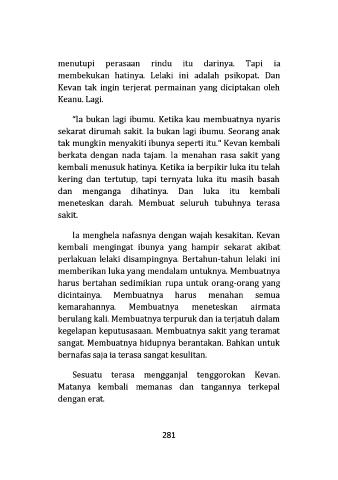 menutupi perasaan rindu itu darinya. Tapi ia
membekukan hatinya. Lelaki ini adalah psikopat. Dan
Kevan tak ingin terjerat permainan yang diciptakan oleh
Keanu. Lagi.
"Ia bukan lagi ibumu. Ketika kau membuatnya nyaris
sekarat dirumah sakit. Ia bukan lagi ibumu. Seorang anak
tak mungkin menyakiti ibunya seperti itu." Kevan kembali
berkata dengan nada tajam. Ia menahan rasa sakit yang
kembali menusuk hatinya. Ketika ia berpikir luka itu telah
kering dan tertutup, tapi ternyata luka itu masih basah
dan menganga dihatinya. Dan luka itu kembali
meneteskan darah. Membuat seluruh tubuhnya terasa
sakit.
Ia menghela nafasnya dengan wajah kesakitan. Kevan
kembali mengingat ibunya yang hampir sekarat akibat
perlakuan lelaki disampingnya. Bertahun-tahun lelaki ini
memberikan luka yang mendalam untuknya. Membuatnya
harus bertahan sedimikian rupa untuk orang-orang yang
dicintainya. Membuatnya harus menahan semua
kemarahannya. Membuatnya meneteskan airmata
berulang kali. Membuatnya terpuruk dan ia terjatuh dalam
kegelapan keputusasaan. Membuatnya sakit yang teramat
sangat. Membuatnya hidupnya berantakan. Bahkan untuk
bernafas saja ia terasa sangat kesulitan.
Sesuatu terasa mengganjal tenggorokan Kevan.
Matanya kembali memanas dan tangannya terkepal
dengan erat.
281